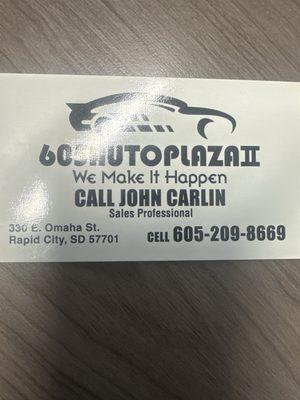 605AUTOPLAZAII
We Make It Happen
CALL JOHN CARLIN
Sales Professional
330 E. Omaha St.
Rapid City, SD 57701
CELL 605-209-8669